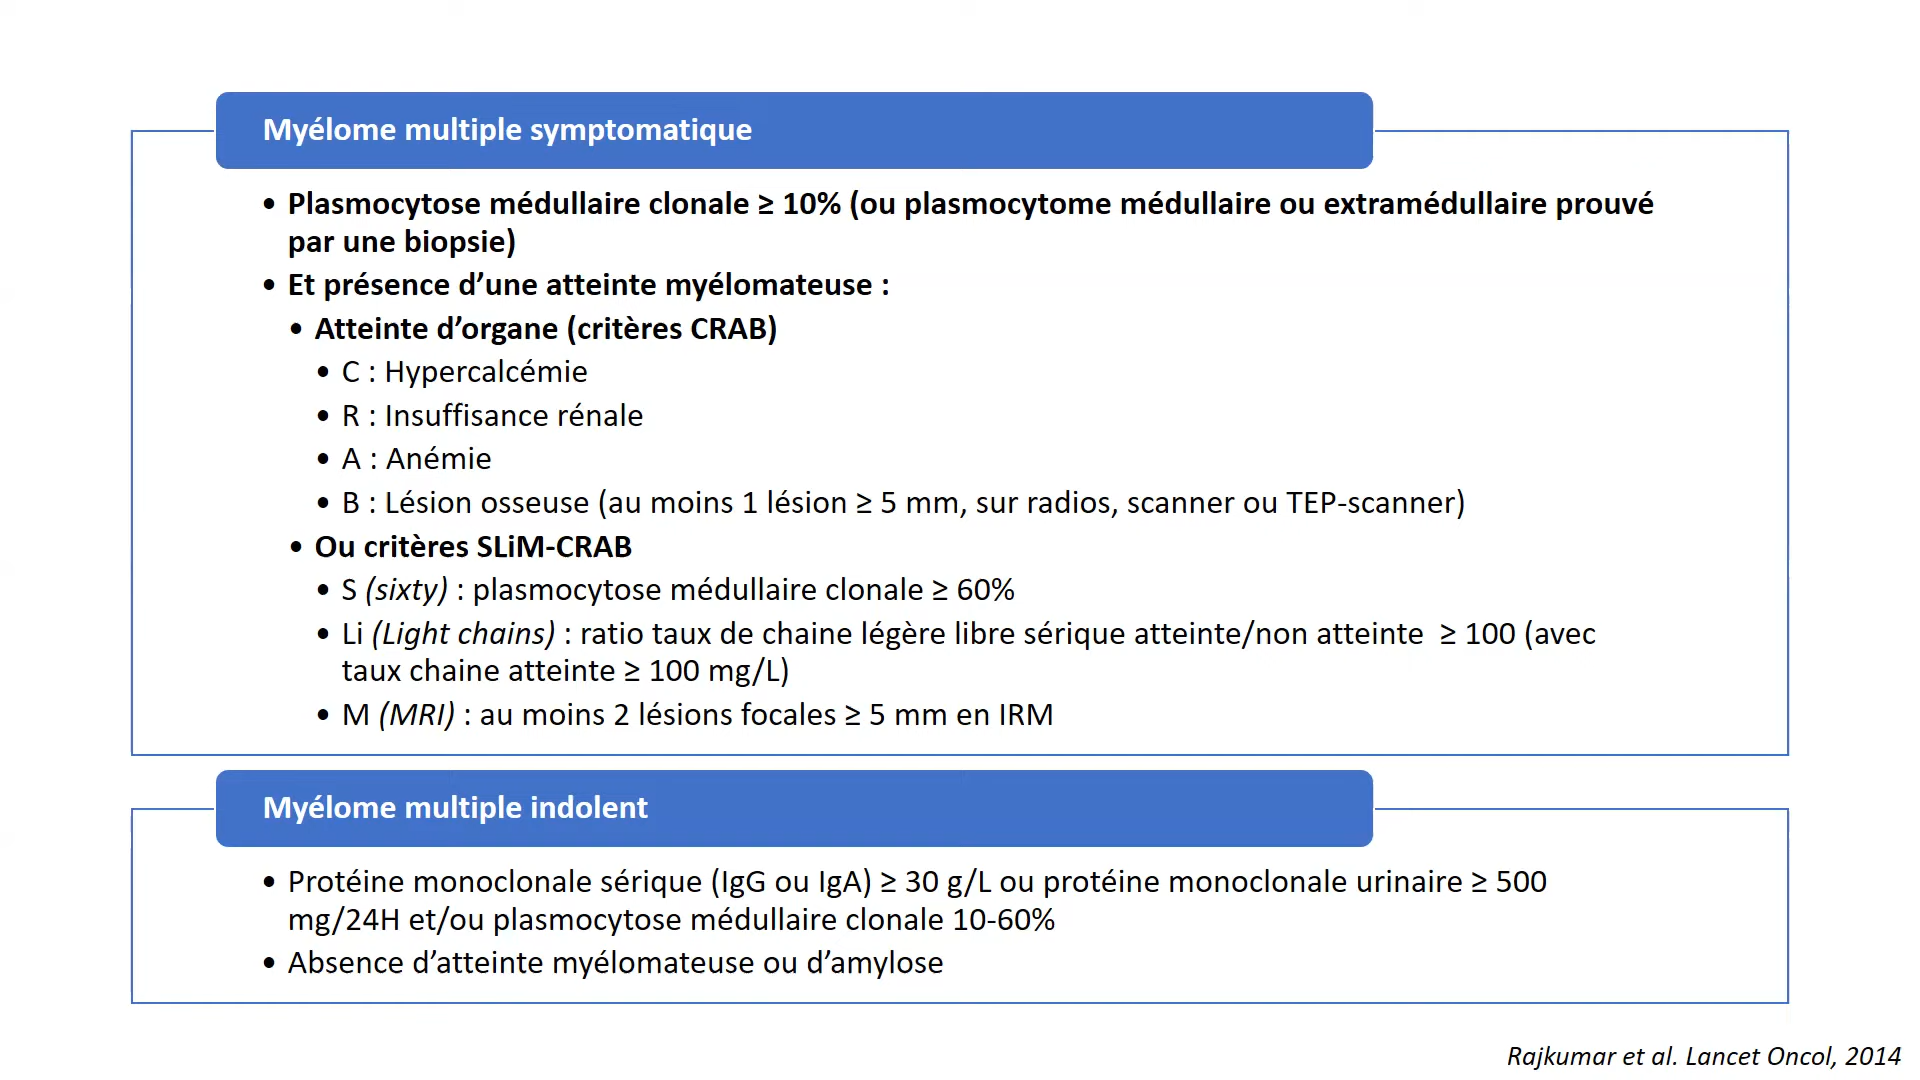 Myélome multiple symptomatique
• Plasmocytose médullaire clonale ≥ 10% (ou plasmocytome médullaire ou extramédullaire prouvé
par une biopsie)
• Et présence d’une atteinte myélomateuse :
• Atteinte d’organe (critères CRAB)
• C : Hypercalcémie
• R : Insuffisance rénale
• A : Anémie
• B : Lésion osseuse (au moins 1 lésion ≥ 5 mm, sur radios, scanner ou TEP-scanner)
• Ou critères SLiM-CRAB
• S (sixty) : plasmocytose médullaire clonale ≥ 60%
• Li (Light chains) : ratio taux de chaine légère libre sérique atteinte/non atteinte ≥ 100 (avec
taux chaine atteinte ≥ 100 mg/L)
• M (MRI) : au moins 2 lésions focales ≥ 5 mm en IRM
Myélome multiple indolent
• Protéine monoclonale sérique (IgG ou IgA) ≥ 30 g/L ou protéine monoclonale urinaire ≥ 500
mg/24H et/ou plasmocytose médullaire clonale 10-60%
• Absence d’atteinte myélomateuse ou d’amylose
Rajkumar et al. Lancet Oncol, 2014